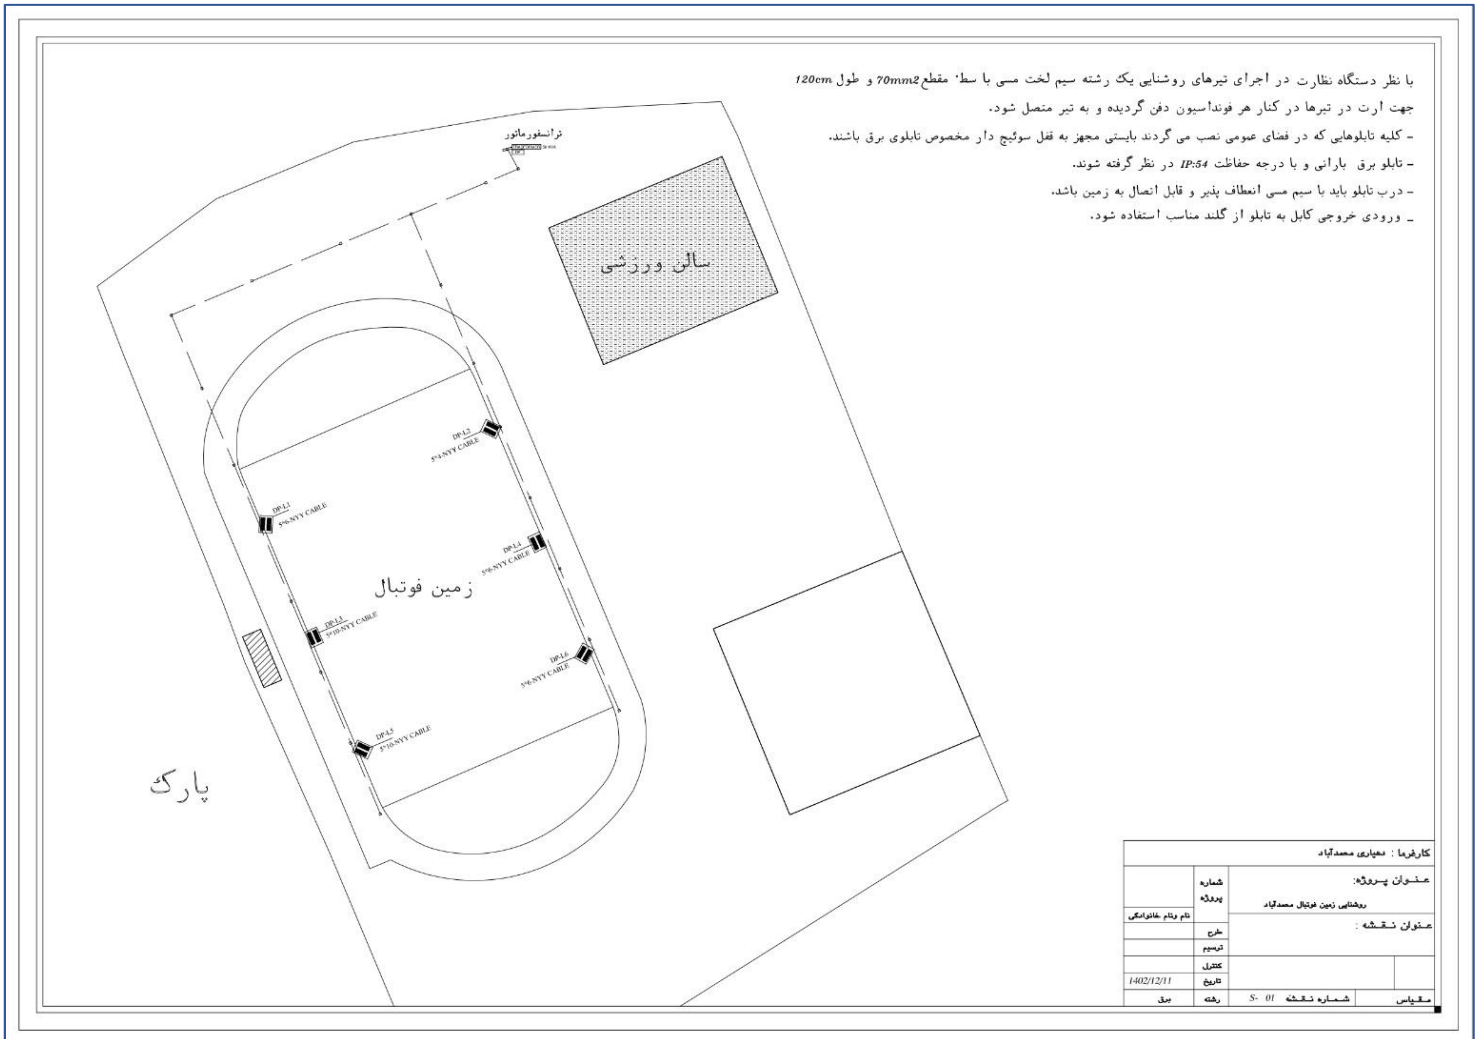 با نظر دستگاه نظارت در اجرای تیرهای روشنایی یک رشته سیم لخت مسی با سط' مقطع 70mm2 و طول 120cm
جهت ارت در تیرها در کنار هر فونداسیون دفن گردیده و به تیر متصل شود.
- کلیه تابلوهایی که در فضای عمومی نصب می گردند بایستی مجهز به قفل سوئیچ دار مخصوص تابلوی برق باشند.
- تابلو برق بارانی و با درجه حفاظت IP:54 در نظر گرفته شوند.
- درب تابلو باید با سیم مسی انعطاف پذیر و قابل اتصال به زمین باشد.
_ ورودی خروجی کابل به تابلو از گلند مناسب استفاده شود.
ترانسفورماتور
سالن ورزشی
DP-L2
5*4-NYY CABLE
DP-L1
5*6-NYY CABLE
DP-L4
5*6-NYY CABLE
زمین فوتبال
DP-L3
5*10-NYY CABLE
DP-L6
5*6-NYY CABLE
DP-L5
5*10-NYY CABLE
پارک
کارفرما : دهیاری محمدآباد
عنوان پروژه:
روشنایی زمین فوتبال محمدآباد
شماره پروژه
نام ونام خانوادگی
عنوان نقشه :
طرح
ترسیم
کنترل
تاریخ 1402/12/11
مقیاس
شماره نقشه S- 01
رشته برق